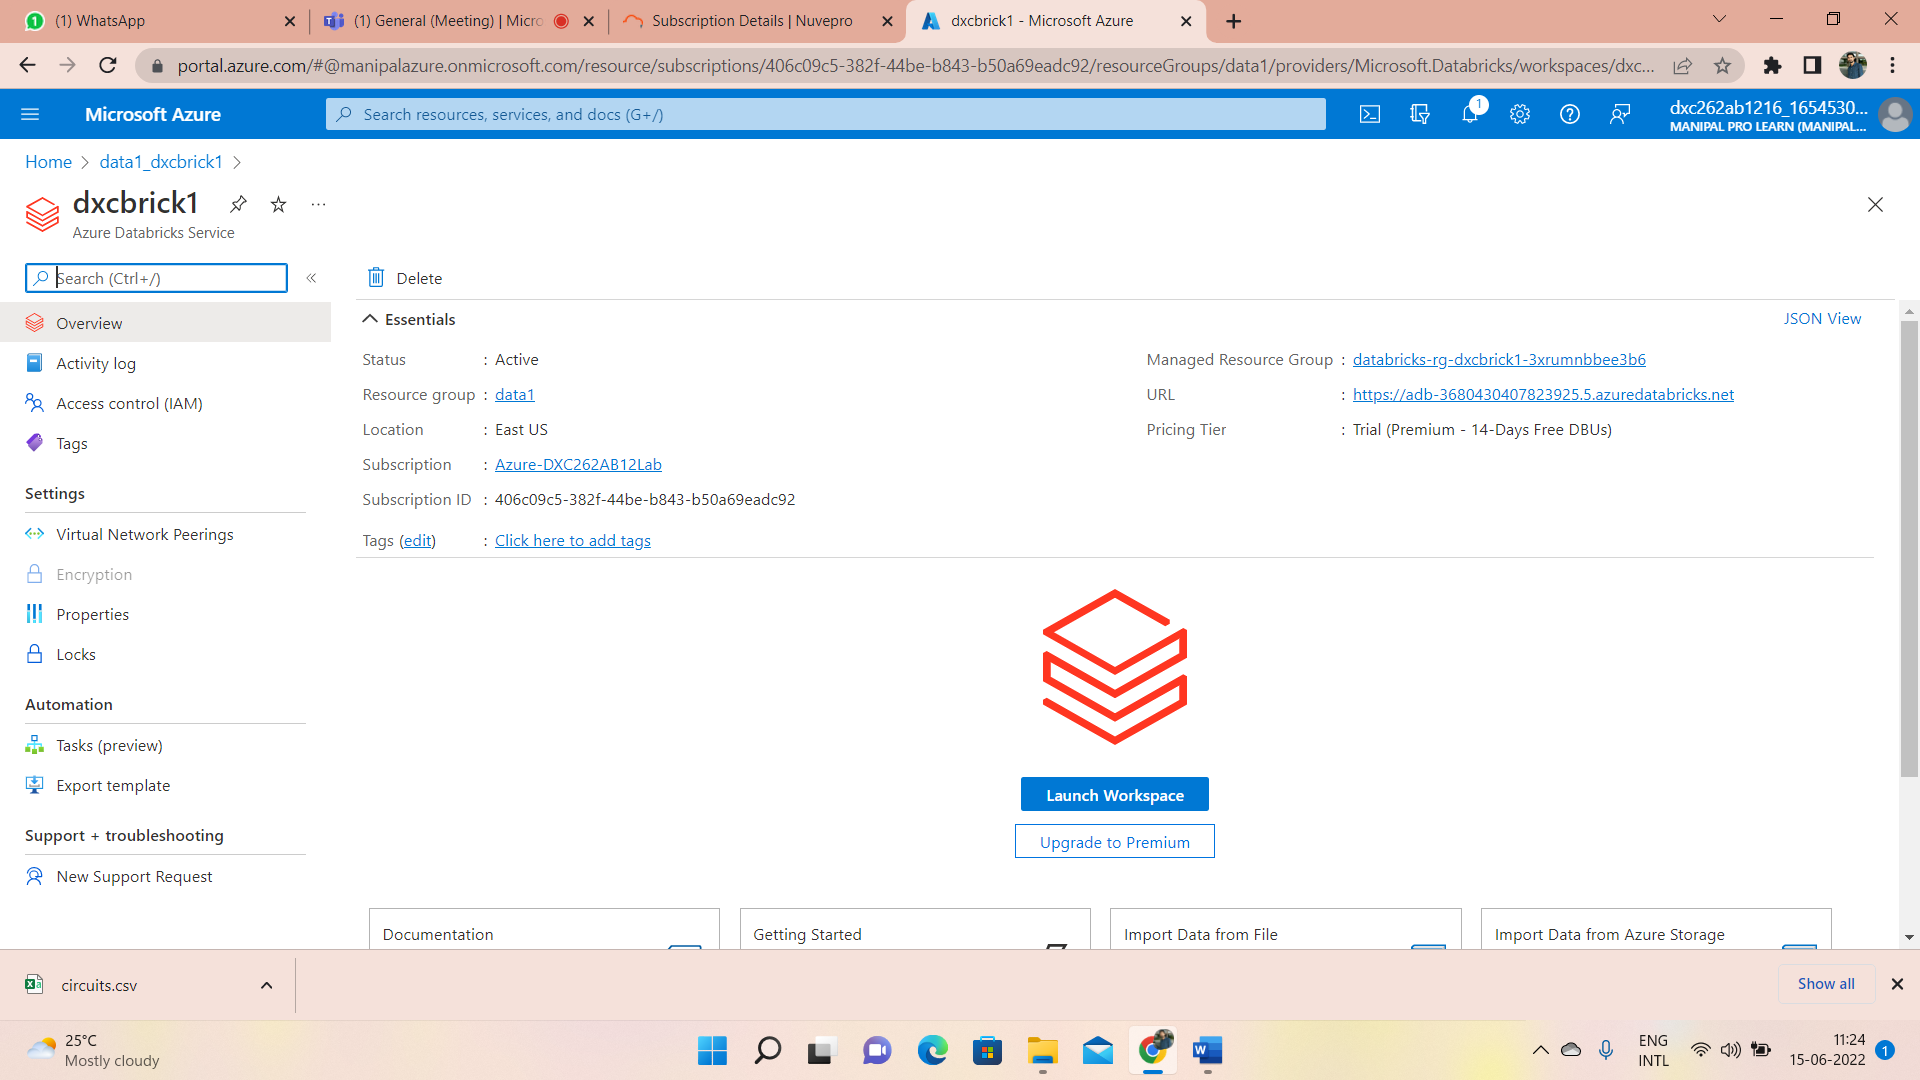 (1) WhatsApp
(1) General (Meeting) | Micro
Subscription Details | Nuvepro
dxcbrick1 - Microsoft Azure
portal.azure.com/#@manipalazure.onmicrosoft.com/resource/subscriptions/406c09c5-382f-44be-b843-b50a69eadc92/resourceGroups/data1/providers/Microsoft.Databricks/workspaces/dxc...
Microsoft Azure
Search resources, services, and docs (G+/)
1
dxc262ab1216_1654530...
MANIPAL PRO LEARN (MANIPAL...
Home > data1_dxcbrick1 >
dxcbrick1 ...
Azure Databricks Service
Search (Ctrl+/)
«
Overview
Activity log
Access control (IAM)
Tags
Settings
Virtual Network Peerings
Encryption
Properties
Locks
Automation
Tasks (preview)
Export template
Support + troubleshooting
New Support Request
Delete
Essentials
JSON View
Status : Active
Resource group : data1
Location : East US
Subscription : Azure-DXC262AB12Lab
Subscription ID : 406c09c5-382f-44be-b843-b50a69eadc92
Tags (edit) : Click here to add tags
Managed Resource Group : databricks-rg-dxcbrick1-3xrumnbbee3b6
URL : https://adb-3680430407823925.5.azuredatabricks.net
Pricing Tier : Trial (Premium - 14-Days Free DBUs)
Launch Workspace
Upgrade to Premium
Documentation
Getting Started
Import Data from File
Import Data from Azure Storage
circuits.csv
Show all
25°C
Mostly cloudy
ENG
INTL
11:24
15-06-2022
1